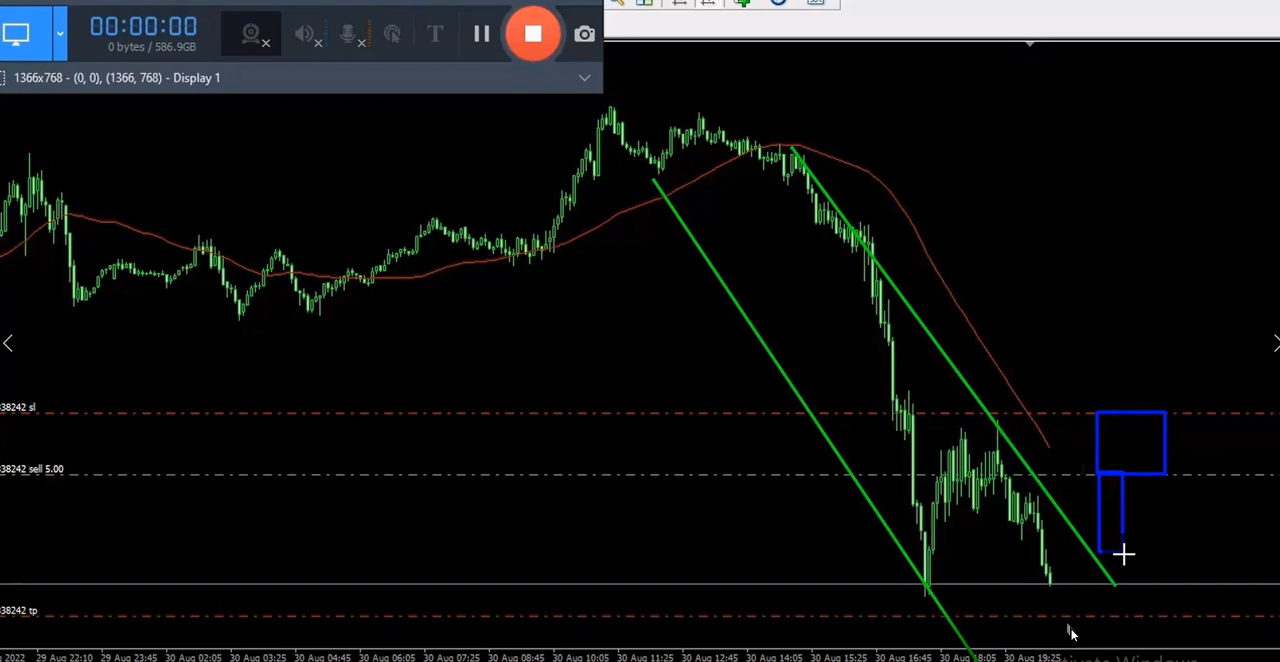 00:00:00
0 bytes / 586.9GB
T
1366x768 - (0, 0), (1366, 768) - Display 1
38242 sl
38242 sell 5.00
38242 tp
2022 29 Aug 22:10 29 Aug 23:45 30 Aug 02:05 30 Aug 03:25 30 Aug 04:45 30 Aug 06:05 30 Aug 07:25 30 Aug 08:45 30 Aug 10:05 30 Aug 11:25 30 Aug 12:45 30 Aug 14:05 30 Aug 15:25 30 Aug 16:45 30 Aug 18:05 30 Aug 19:25